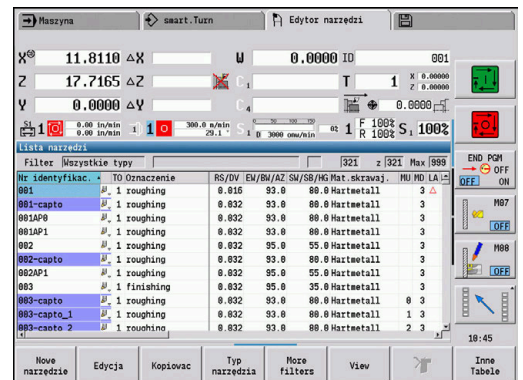 Maszyna smart.Turn Edytor narzędzi
X 11.8110 ΔX W 0.0000 ID 001
Z 17.7165 ΔZ T 1 X 0.00000 Z 0.00000
Y 0.0000 ΔY 0.0000
1 0.00 in/min 0.00 in/min 1 0 300.0 m/min 29.1 0% 1 F 100% R 100% S1 100%
Lista narzędzi
Filter Wszystkie typy 321 z 321 Max 999
Nr identyfikac. TO Oznaczenie RS/DV EW/BW/AZ SW/SB/HG Mat.skrawaj. MU MD LA
001 1 roughing 0.016 93.0 80.0 Hartmetall 3
001-capto 1 roughing 0.032 93.0 80.0 Hartmetall 3
001AP0 1 roughing 0.032 93.0 80.0 Hartmetall 3
001AP1 1 roughing 0.032 93.0 80.0 Hartmetall 3
002 1 roughing 0.032 95.0 55.0 Hartmetall 3
002-capto 1 roughing 0.032 93.0 80.0 Hartmetall 3
002AP1 1 roughing 0.032 95.0 55.0 Hartmetall 3
003 1 finishing 0.032 95.0 35.0 Hartmetall 3
003-capto 1 roughing 0.032 93.0 80.0 Hartmetall 0 3
003-capto_1 1 roughing 0.032 93.0 80.0 Hartmetall 1 3
003-capto_2 1 roughing 0.032 93.0 80.0 Hartmetall 2 3
END PGM
OFF
OFF ON
M07
OFF
M08
OFF
10:45
Nowe narzędzie Edycja Kopiowac Typ narzędzia More filters View Inne Tabele